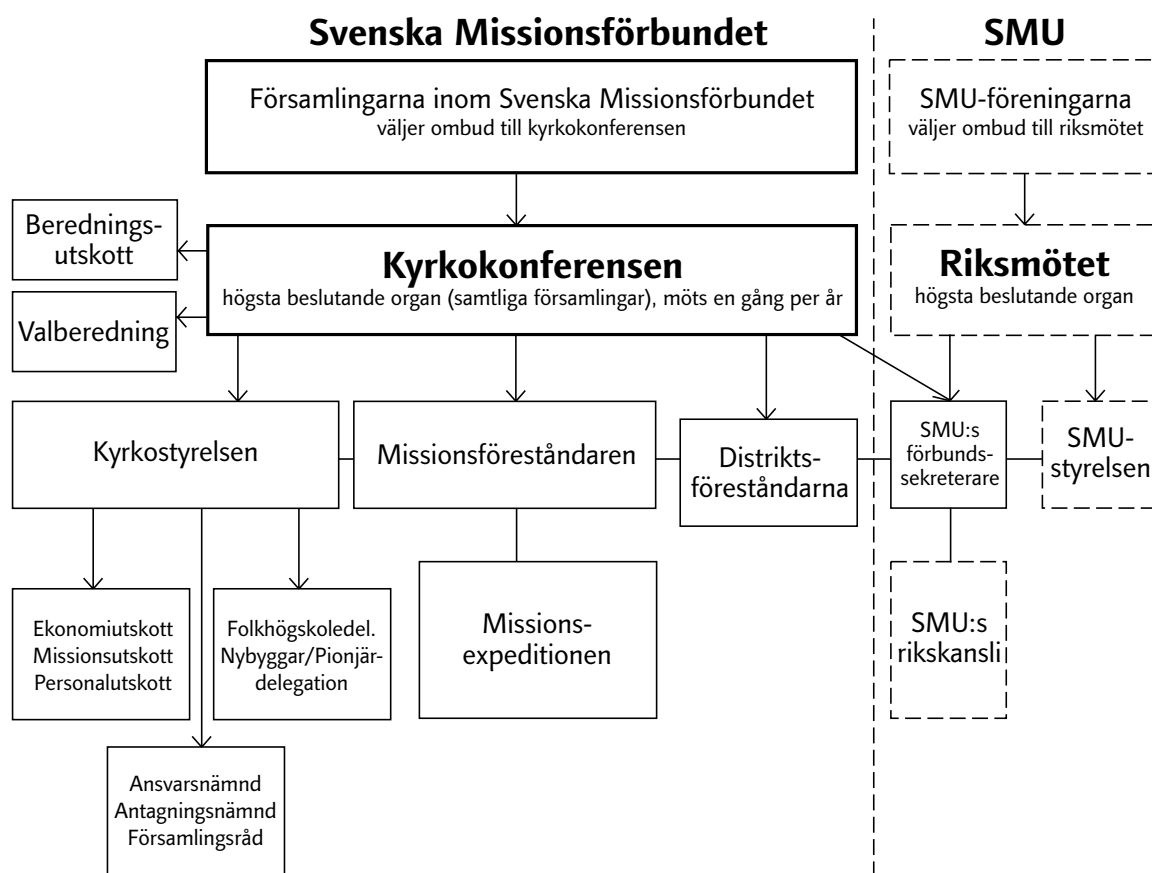 Svenska Missionsförbundet
SMU
Församlingarna inom Svenska Missionsförbundet
väljer ombud till kyrkokonferensen
SMU-föreningarna
väljer ombud till riksmötet
Berednings-
utskott
Valberedning
Kyrkokonferensen
högsta beslutande organ (samtliga församlingar), möts en gång per år
Riksmötet
högsta beslutande organ
Kyrkostyrelsen
Missionsföreståndaren
Distrikts-
föreståndarna
SMU:s
förbunds-
sekreterare
SMU-
styrelsen
Ekonomiutskott
Missionsutskott
Personalutskott
Folkhögskoledel.
Nybyggar/Pionjär-
delegation
Missions-
expeditionen
SMU:s
rikskansli
Ansvarsnämnd
Antagningsnämnd
Församlingsråd